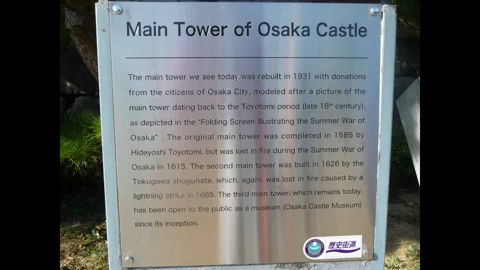 Main Tower of Osaka Castle
The main tower we see today was rebuilt in 1931 with donations
from the citizens of Osaka City, modeled after a picture of the
main tower dating back to the Toyotomi period (late 16th century),
as depicted in the "Folding Screen illustrating the Summer War of
Osaka" . The original main tower was completed in 1585 by
Hideyoshi Toyotomi, but was lost in fire during the Summer War of
Osaka in 1615. The second main tower was built in 1626 by the
Tokugawa shogunate, which, again, was lost in fire caused by a
lightning strike in 1665. The third main tower, which remains today,
has been open to the public as a museum (Osaka Castle Museum)
since its inception.
歴史街道